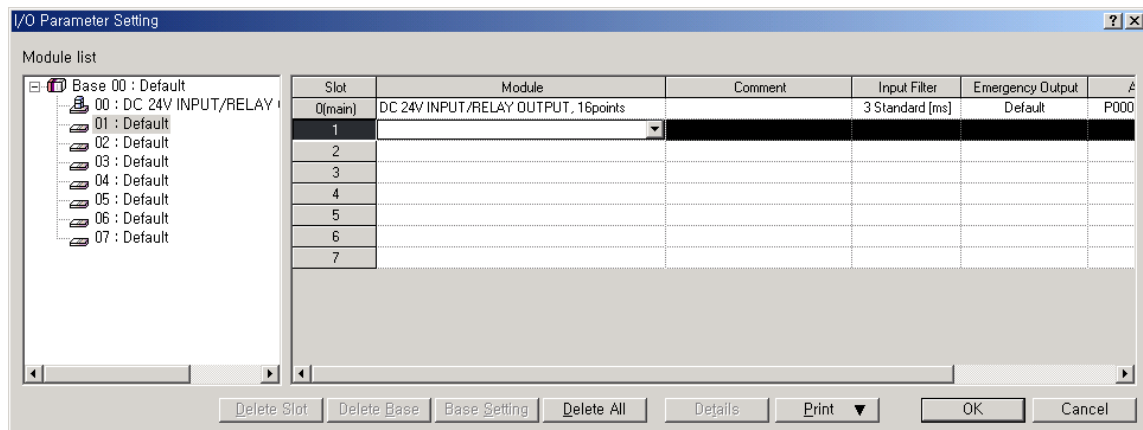 I/O Parameter Setting
Module list
Base 00 : Default
00 : DC 24V INPUT/RELAY
01 : Default
02 : Default
03 : Default
04 : Default
05 : Default
06 : Default
07 : Default
Slot Module Comment Input Filter Emergency Output
0(main) DC 24V INPUT/RELAY OUTPUT, 16points 3 Standard [ms] Default P000
1
2
3
4
5
6
7
Delete Slot Delete Base Base Setting Delete All Details Print ▼ OK Cancel